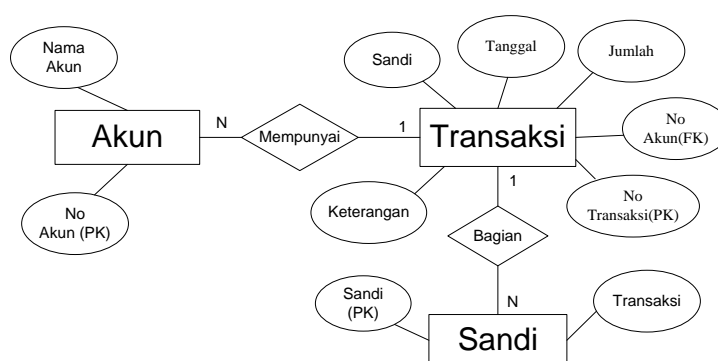 Nama
Akun
Tanggal
Jumlah
Sandi
Akun
N
Mempunyai
1
Transaksi
No
Akun(FK)
No
Akun (PK)
Keterangan
1
No
Transaksi(PK)
Bagian
Sandi
(PK)
N
Transaksi
Sandi